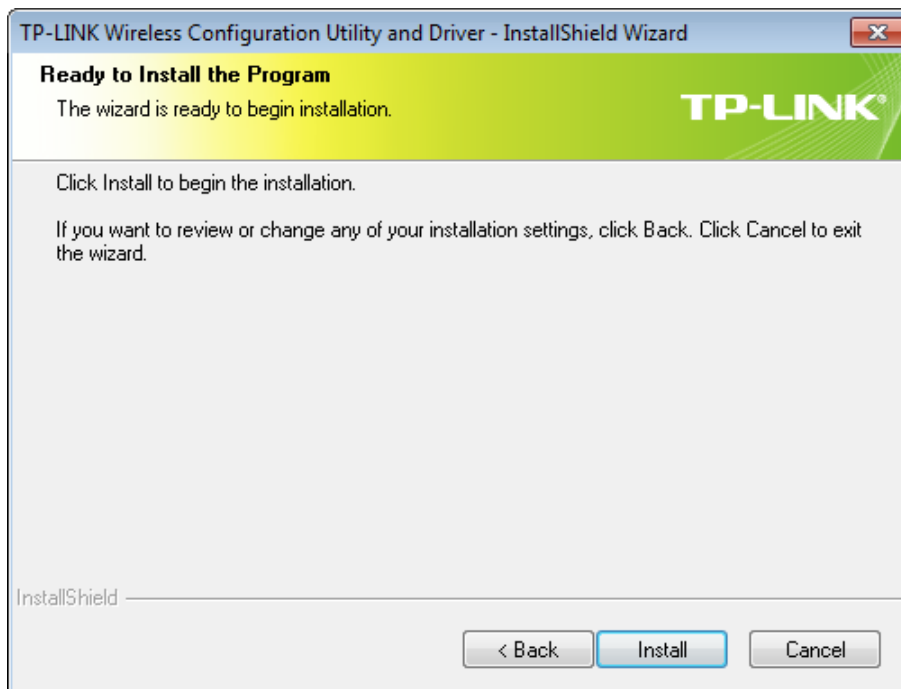 TP-LINK Wireless Configuration Utility and Driver - InstallShield Wizard
Ready to Install the Program
The wizard is ready to begin installation.
TP-LINK®
Click Install to begin the installation.
If you want to review or change any of your installation settings, click Back. Click Cancel to exit
the wizard.
InstallShield
< Back
Install
Cancel